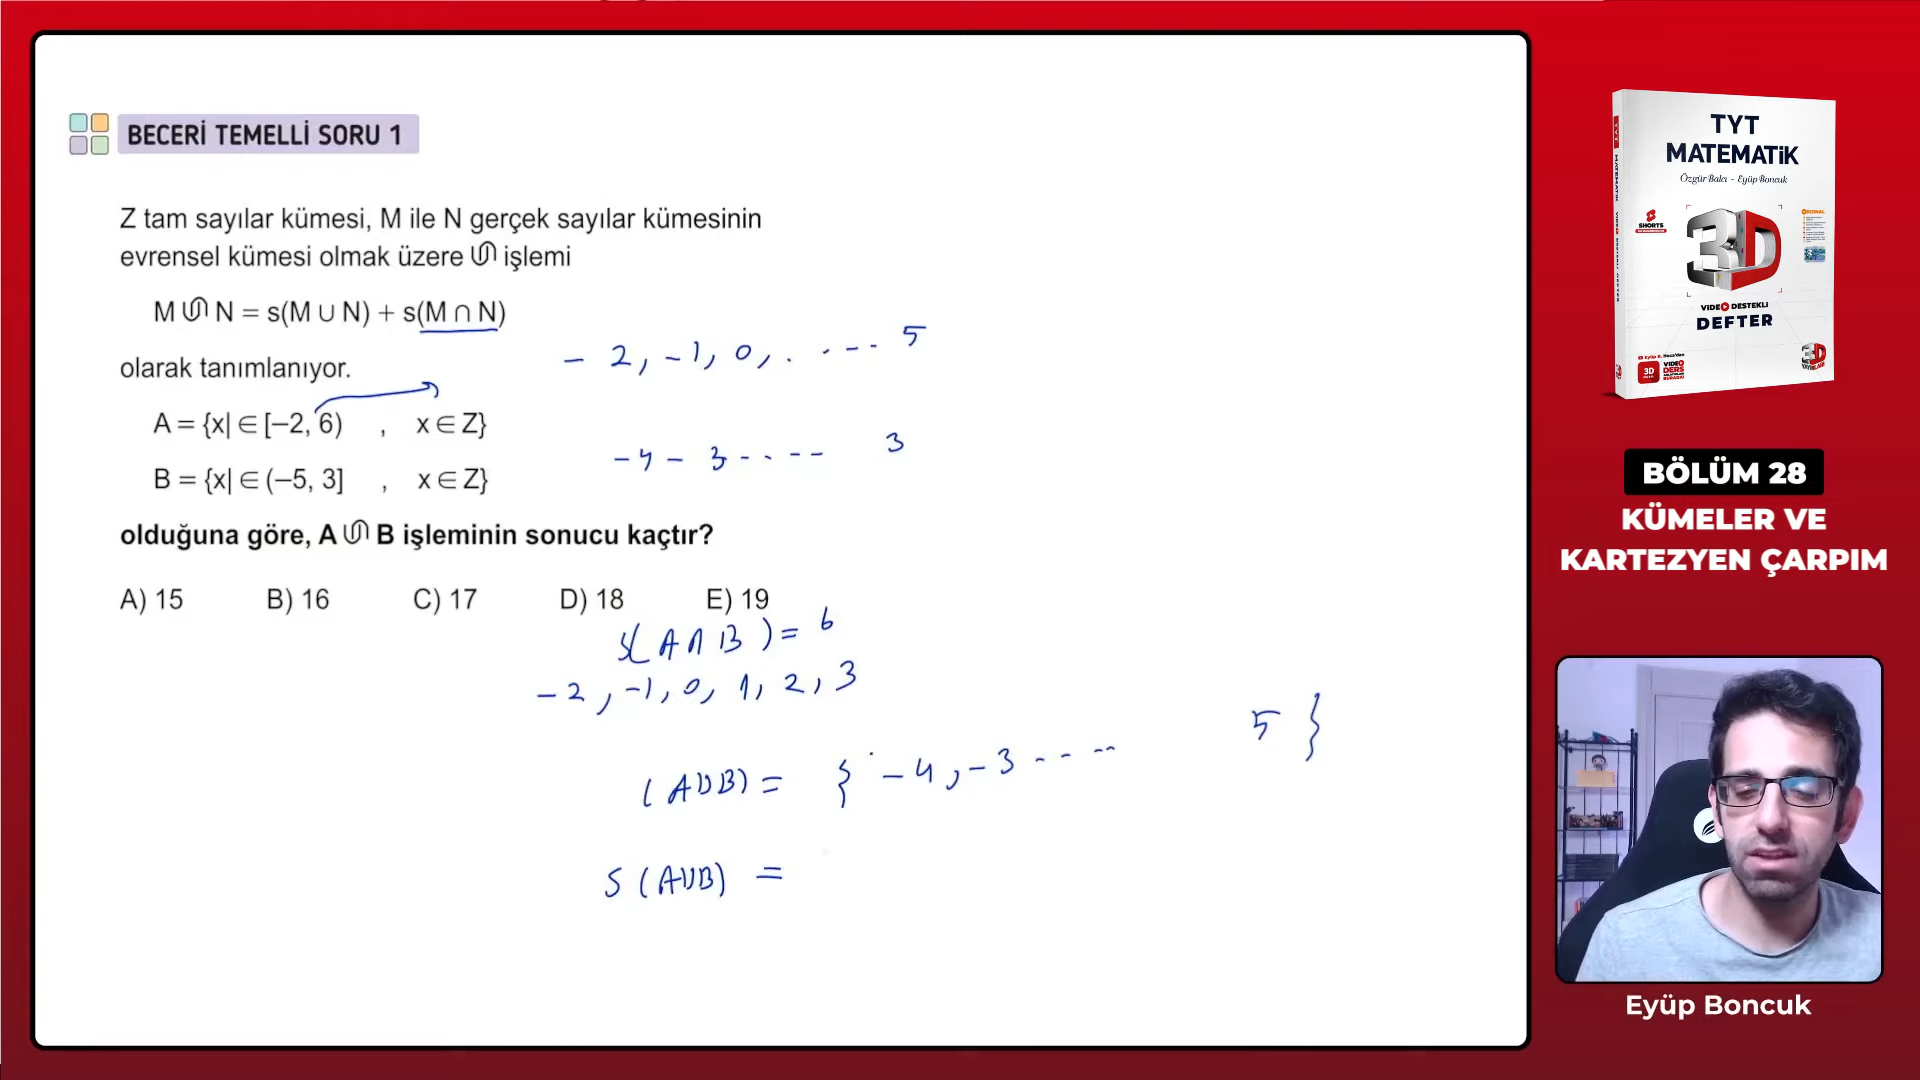 BECERİ TEMELLİ SORU 1
Z tam sayılar kümesi, M ile N gerçek sayılar kümesinin
evrensel kümesi olmak üzere işlemi
M N = s(M ∪ N) + s(M ∩ N)
olarak tanımlanıyor.
- 2, -1, 0, . . - - - 5
A = {x| ∈ [−2, 6) , x ∈ Z}
-4 - 3 - - - - - 3
B = {x| ∈ (−5, 3] , x ∈ Z}
olduğuna göre, A B işleminin sonucu kaçtır?
A) 15 B) 16 C) 17 D) 18 E) 19
s(A∩B) = 6
-2, -1, 0, 1, 2, 3
(A∪B) = { -4, -3 - - - - 5 }
S(A∪B) =
TYT
MATEMATİK
Özgür Balcı - Eyüp Boncuk
SHORTS
3D
VIDEO DESTEKLİ
DEFTER
BÖLÜM 28
KÜMELER VE
KARTEZYEN ÇARPIM
Eyüp Boncuk